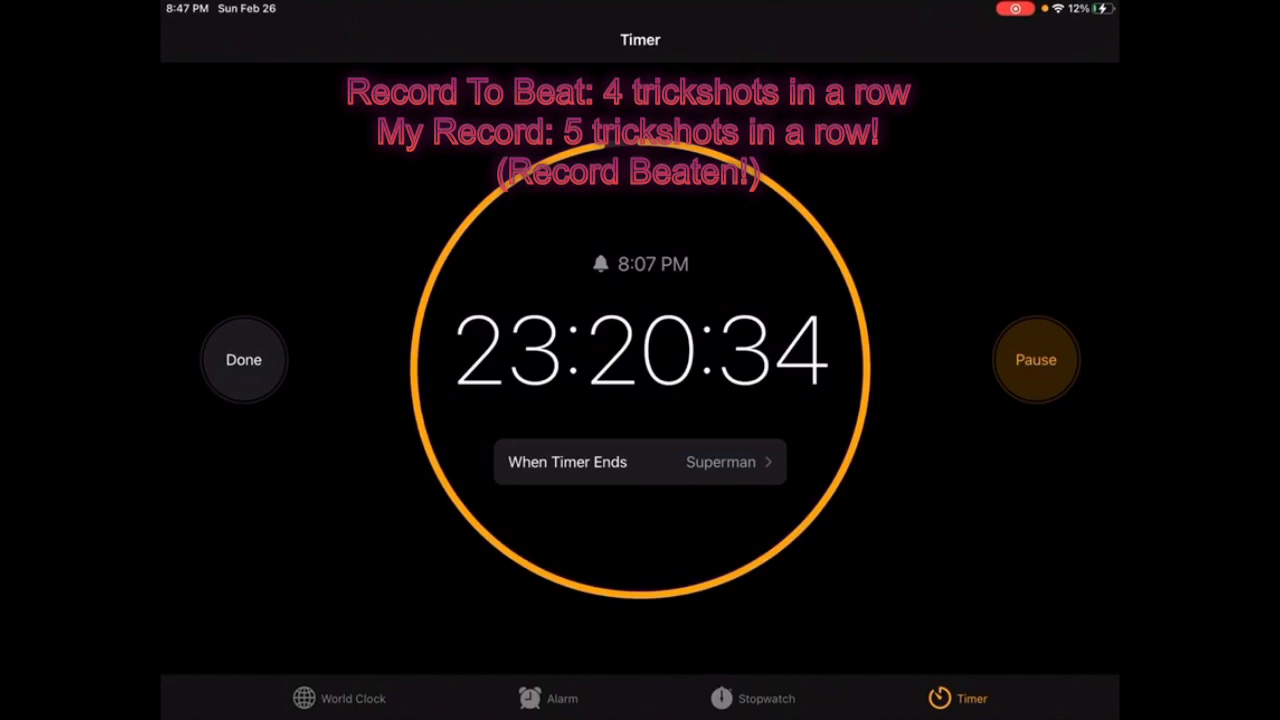 8:47 PM Sun Feb 26
12%
Timer
Record To Beat: 4 trickshots in a row
My Record: 5 trickshots in a row!
(Record Beaten!)
8:07 PM
23:20:34
Done
Pause
When Timer Ends Superman
World Clock Alarm Stopwatch Timer